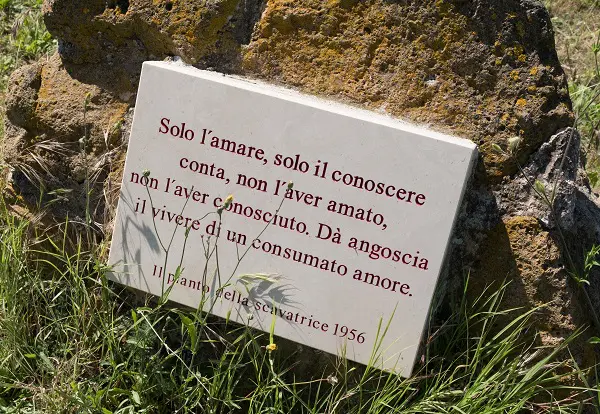 Solo l'amare, solo il conoscere
conta, non l'aver amato,
non l'aver conosciuto. Dà angoscia
il vivere di un consumato amore.
Il pianto della scavatrice 1956